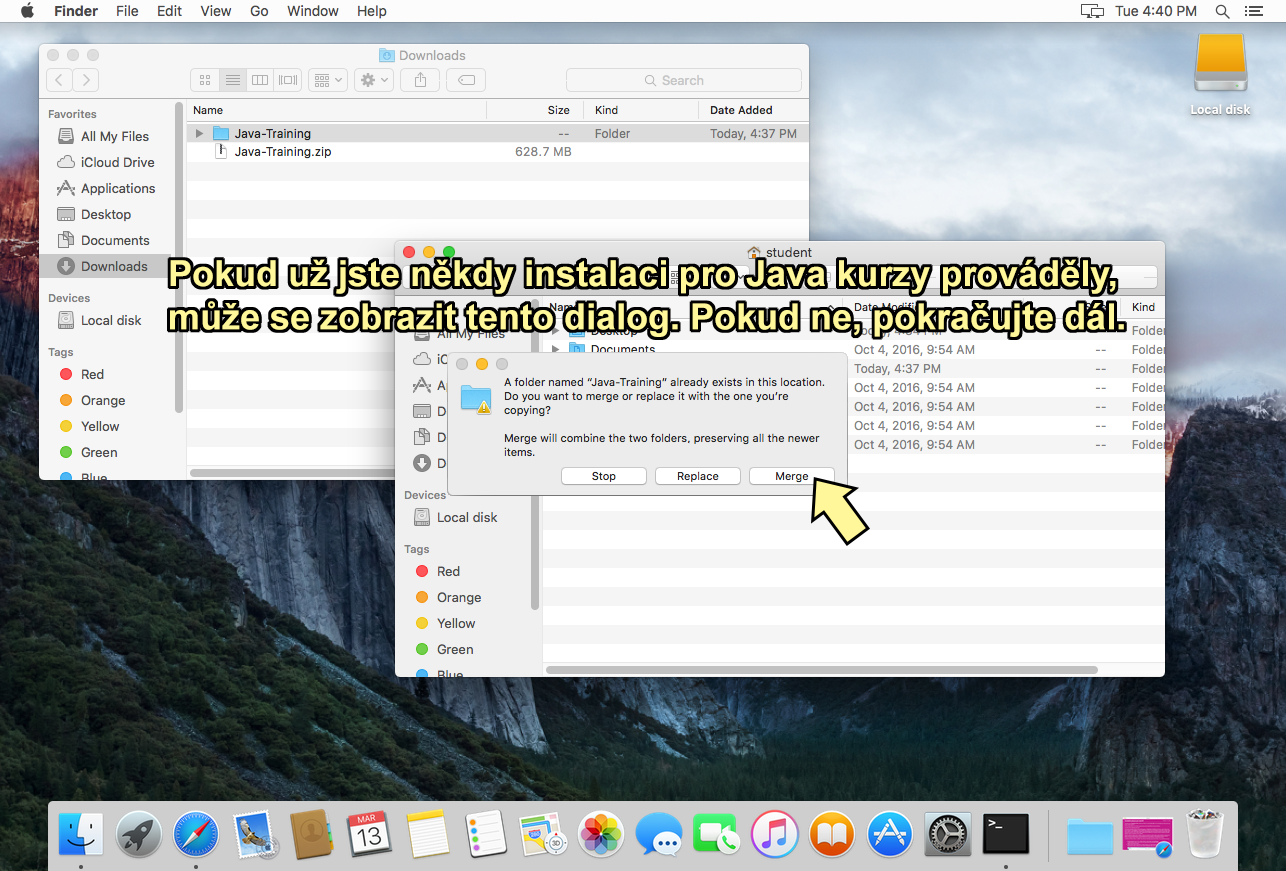 Finder File Edit View Go Window Help Tue 4:40 PM
Local disk
Downloads
Search
Favorites
All My Files
iCloud Drive
Applications
Desktop
Documents
Downloads
Devices
Local disk
Tags
Red
Orange
Yellow
Green
Blue
Name Size Kind Date Added
Java-Training -- Folder Today, 4:37 PM
Java-Training.zip 628.7 MB
student
Pokud už jste někdy instalaci pro Java kurzy prováděly,
může se zobrazit tento dialog. Pokud ne, pokračujte dál.
Kind
All My Files
Desktop
Folder
Documents Oct 4, 2016, 9:54 AM -- Folder
Today, 4:37 PM -- Folder
Oct 4, 2016, 9:54 AM -- Folder
Oct 4, 2016, 9:54 AM -- Folder
Oct 4, 2016, 9:54 AM -- Folder
Oct 4, 2016, 9:54 AM -- Folder
A folder named “Java-Training” already exists in this location.
Do you want to merge or replace it with the one you’re
copying?
Merge will combine the two folders, preserving all the newer
items.
Stop Replace Merge
Devices
Local disk
Tags
Red
Orange
Yellow
Green
Blue
MAR
13
3D